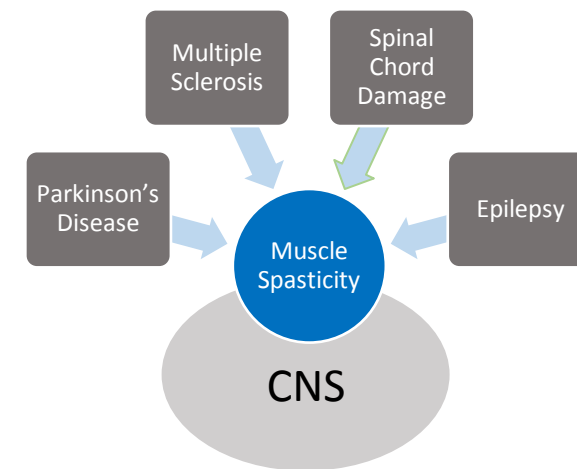 Multiple
Sclerosis
Spinal
Chord
Damage
Parkinson's
Disease
Epilepsy
Muscle
Spasticity
CNS